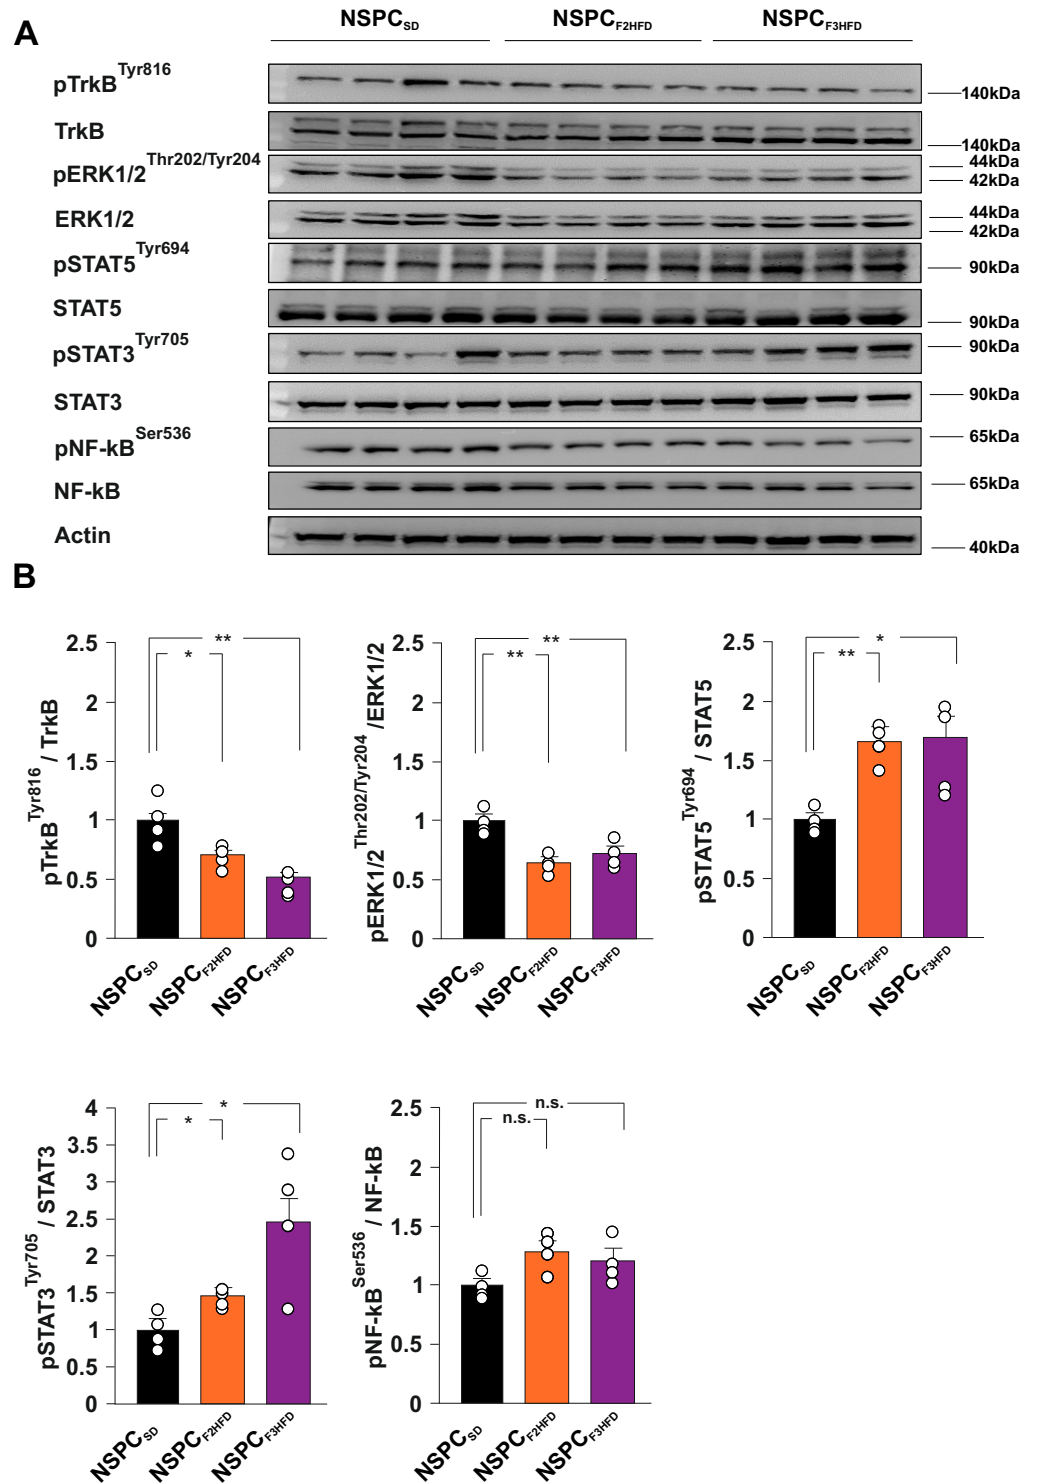 A
NSPCSD NSPCF2HFD NSPCF3HFD
pTrkBTyr816 140kDa
TrkB 140kDa
pERK1/2Thr202/Tyr204 44kDa
42kDa
ERK1/2 44kDa
42kDa
pSTAT5Tyr694 90kDa
STAT5 90kDa
pSTAT3Tyr705 90kDa
STAT3 90kDa
pNF-kBSer536 65kDa
NF-kB 65kDa
Actin 40kDa
B
pTrkBTyr816 / TrkB
2.5
2
1.5
1
0.5
0
** 
*
NSPCSD NSPCF2HFD NSPCF3HFD
pERK1/2Thr202/Tyr204 /ERK1/2
2.5
2
1.5
1
0.5
0
**
**
NSPCSD NSPCF2HFD NSPCF3HFD
pSTAT5Tyr694 / STAT5
2.5
2
1.5
1
0.5
0
*
**
NSPCSD NSPCF2HFD NSPCF3HFD
pSTAT3Tyr705 / STAT3
4
3.5
3
2.5
2
1.5
1
0.5
0
*
*
NSPCSD NSPCF2HFD NSPCF3HFD
pNF-kBSer536 / NF-kB
2.5
2
1.5
1
0.5
0
n.s.
n.s.
NSPCSD NSPCF2HFD NSPCF3HFD